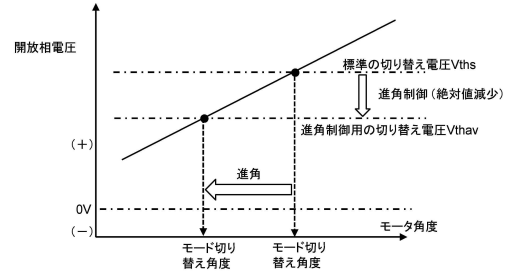 開放相電圧
標準の切り替え電圧Vths
進角制御（絶対値減少）
進角制御用の切り替え電圧Vthav
（＋）
進角
0V
（－）
モータ角度
モード切り
替え角度
モード切り
替え角度